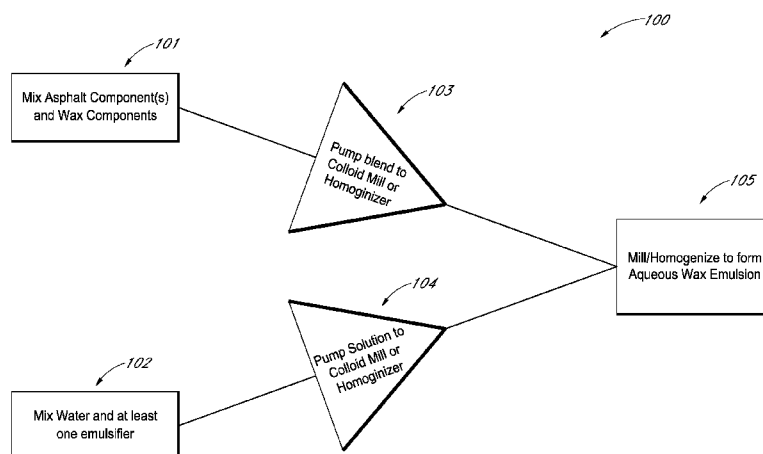 100
101
Mix Asphalt Component(s)
and Wax Components
103
Pump blend to
Colloid Mill or
Homoginizer
105
Mill/Homogenize to form
Aqueous Wax Emulsion
104
Pump Solution to
Colloid Mill or
Homoginizer
102
Mix Water and at least
one emulsifier